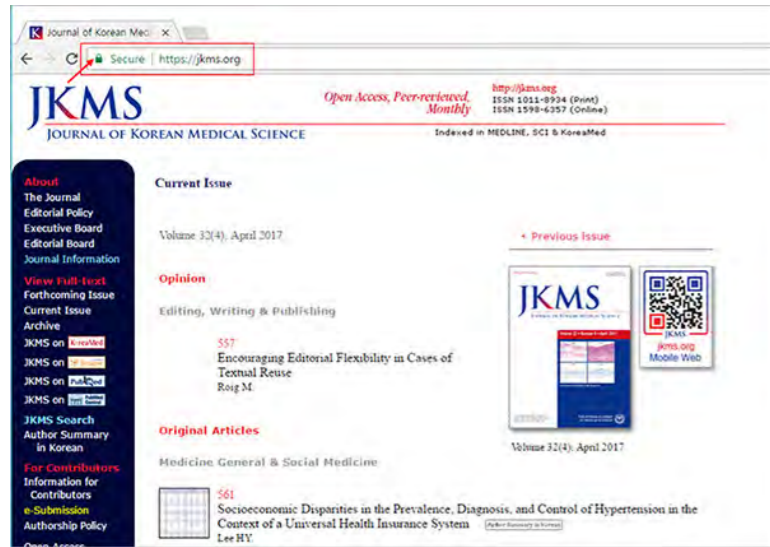 Journal of Korean Med
Secure | https://jkms.org
JKMS
JOURNAL OF KOREAN MEDICAL SCIENCE
Open Access, Peer-reviewed,
Monthly
http://jkms.org
ISSN 1011-8934 (Print)
ISSN 1598-6357 (Online)
Indexed in MEDLINE, SCI & KoreaMed
About
The Journal
Editorial Policy
Executive Board
Editorial Board
Journal Information
View Full-text
Forthcoming Issue
Current Issue
Archive
JKMS on KoreaMed
JKMS on
JKMS on PubMed
JKMS on
JKMS Search
Author Summary
in Korean
For Contributors
Information for
Contributors
e-Submission
Authorship Policy
Open Access
Current Issue
Volume 32(4); April 2017
Opinion
Editing, Writing & Publishing
557
Encouraging Editorial Flexibility in Cases of
Textual Reuse
Roig M.
Original Articles
Medicine General & Social Medicine
561
Socioeconomic Disparities in the Prevalence, Diagnosis, and Control of Hypertension in the
Context of a Universal Health Insurance System Author Summary in Korean
Lee HY.
Previous Issue
JKMS
JKMS
jkms.org
Mobile Web
Volume 32(4); April 2017